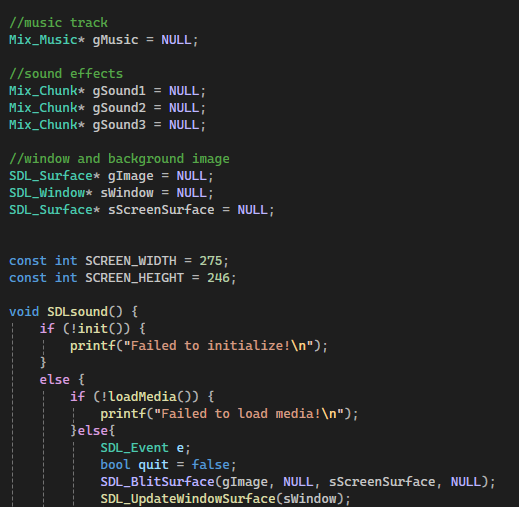 //music track
Mix_Music* gMusic = NULL;
//sound effects
Mix_Chunk* gSound1 = NULL;
Mix_Chunk* gSound2 = NULL;
Mix_Chunk* gSound3 = NULL;
//window and background image
SDL_Surface* gImage = NULL;
SDL_Window* sWindow = NULL;
SDL_Surface* sScreenSurface = NULL;
const int SCREEN_WIDTH = 275;
const int SCREEN_HEIGHT = 246;
void SDLsound() {
    if (!init()) {
        printf("Failed to initialize!\n");
    }
    else {
        if (!loadMedia()) {
            printf("Failed to load media!\n");
        }else{
            SDL_Event e;
            bool quit = false;
            SDL_BlitSurface(gImage, NULL, sScreenSurface, NULL);
            SDL_UpdateWindowSurface(sWindow);